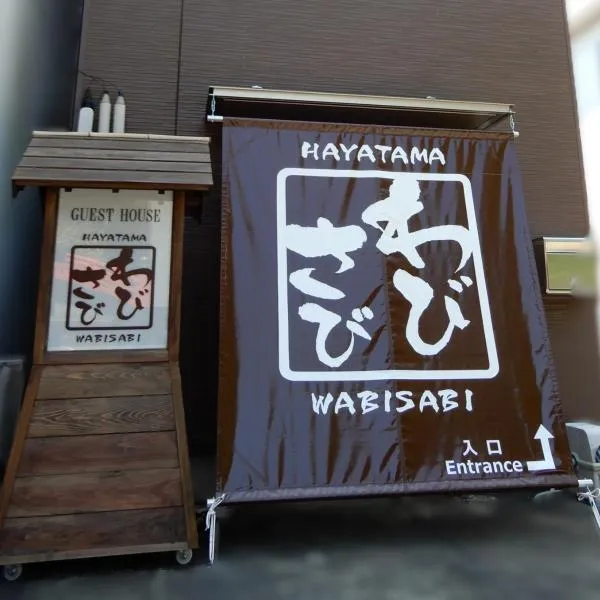 GUEST HOUSE
HAYATAMA
わび
さび
WABISABI
HAYATAMA
わび
さび
WABISABI
入口
Entrance